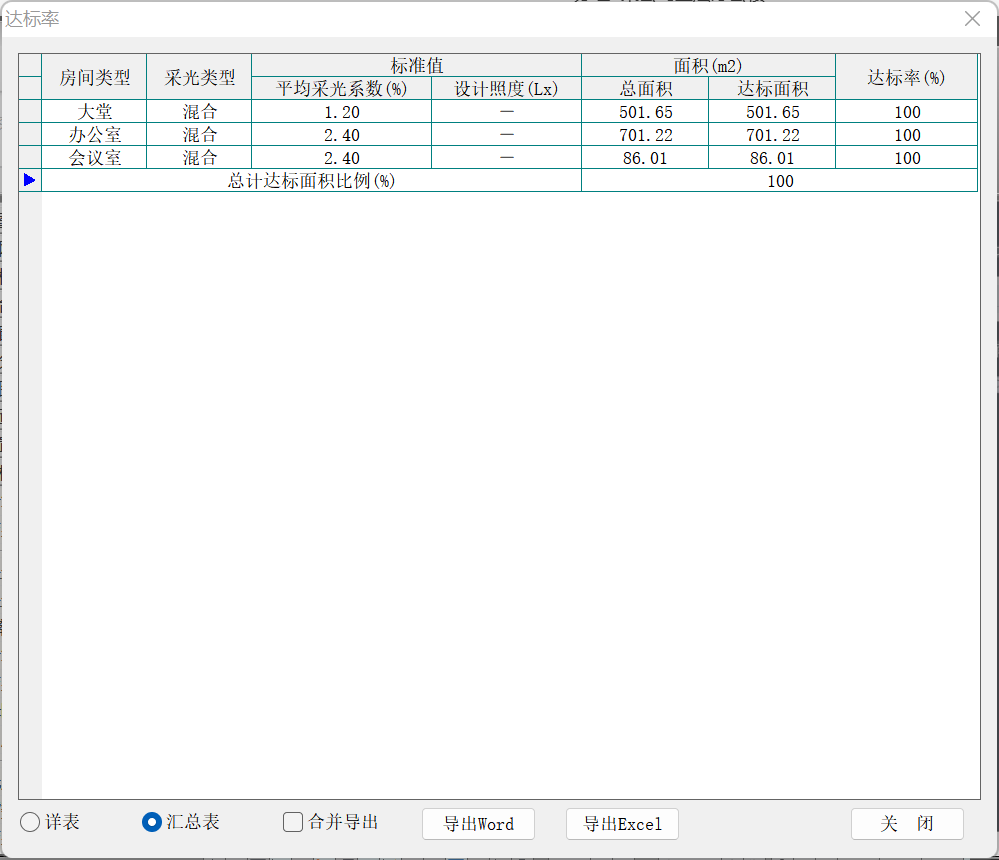 达标率
房间类型 采光类型 标准值 面积(m2) 达标率(%)
平均采光系数(%) 设计照度(Lx) 总面积 达标面积
大堂 混合 1.20 — 501.65 501.65 100
办公室 混合 2.40 — 701.22 701.22 100
会议室 混合 2.40 — 86.01 86.01 100
总计达标面积比例(%) 100
详表 汇总表 合并导出 导出Word 导出Excel 关 闭